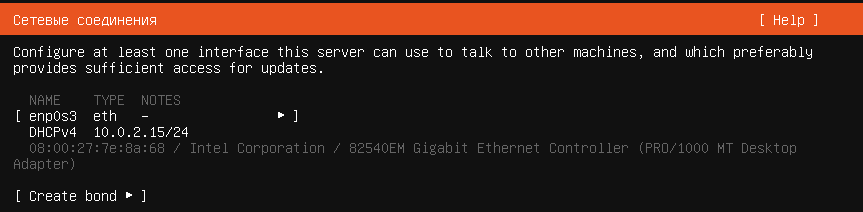 Сетевые соединения [ Help ]
Configure at least one interface this server can use to talk to other machines, and which preferably
provides sufficient access for updates.
NAME TYPE NOTES
[ enp0s3 eth – ▸ ]
DHCPv4 10.0.2.15/24
08:00:27:7e:8a:68 / Intel Corporation / 82540EM Gigabit Ethernet Controller (PRO/1000 MT Desktop
Adapter)
[ Create bond ▸ ]